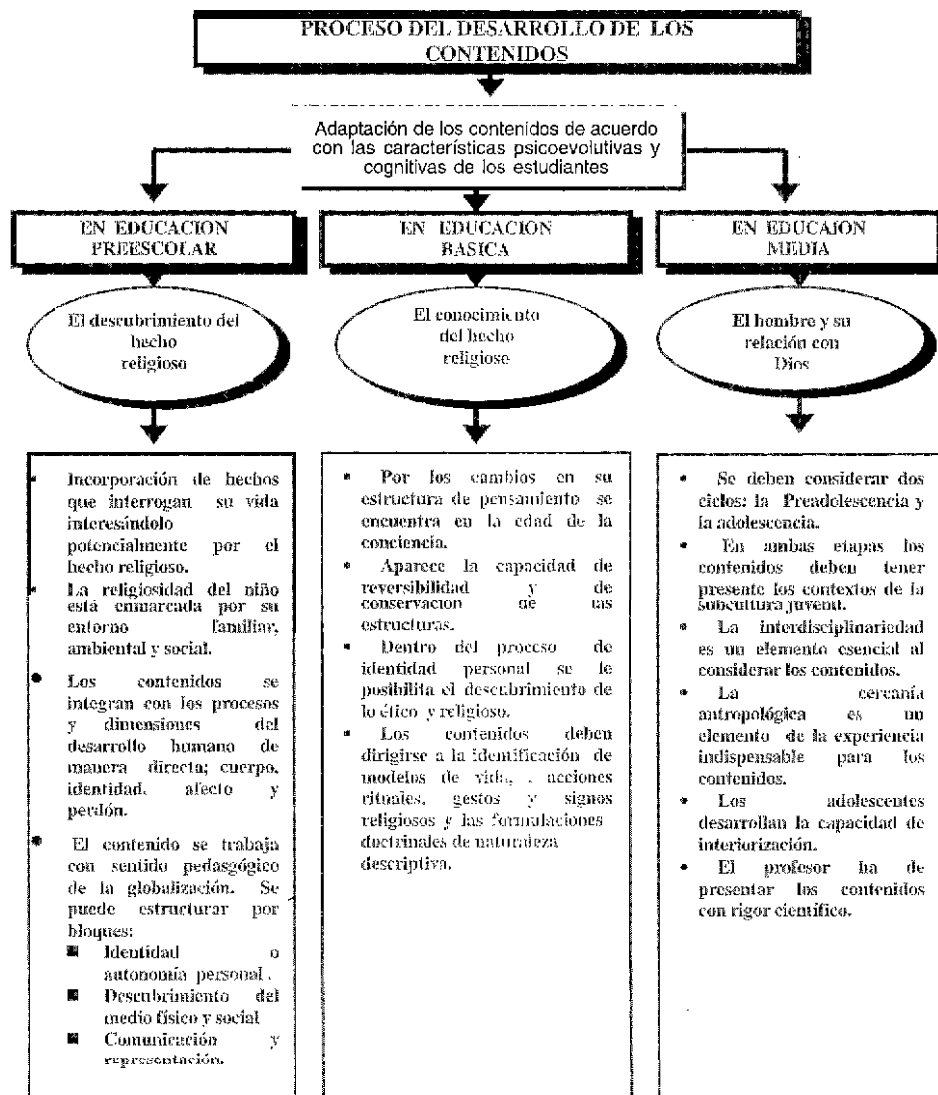 PROCESO DEL DESARROLLO DE LOS
CONTENIDOS
Adaptación de los contenidos de acuerdo
con las características psicoevolutivas y
cognitivas de los estudiantes
EN EDUCACION
PREESCOLAR
El descubrimiento del
hecho
religioso
• Incorporación de hechos
que interrogan su vida
interesándolo
potencialmente por el
hecho religioso.
• La religiosidad del niño
está enmarcada por su
entorno familiar,
ambiental y social.
• Los contenidos se
integran con los procesos
y dimensiones del
desarrollo humano de
manera directa; cuerpo,
identidad, afecto y
perdón.
• El contenido se trabaja
con sentido pedasgógico
de la globalización. Se
puede estructurar por
bloques:
■ Identidad o
autonomía personal .
■ Descubrimiento del
medio físico y social
■ Comunicación y
representación.
EN EDUCACION
BASICA
El conocimiento
del hecho
religioso
• Por los cambios en su
estructura de pensamiento se
encuentra en la edad de la
conciencia.
• Aparece la capacidad de
reversibilidad y de
conservacion de las
estructuras.
• Dentro del proceso de
identidad personal se le
posibilita el descubrimiento de
lo ético y religioso.
• Los contenidos deben
dirigirse a la identificación de
modelos de vida, . acciones
rituales, gestos y signos
religiosos y las formulaciones
doctrinales de naturaleza
descriptiva.
EN EDUCAION
MEDIA
El hombre y su
relación con
Dios
• Se deben considerar dos
ciclos: la Preadolescencia y
la adolescencia.
• En ambas etapas los
contenidos deben tener
presente los contextos de la
subcultura juvenil.
• La interdisciplinariedad
es un elemento esencial al
considerar los contenidos.
• La cercanía
antropológica es un
elemento de la experiencia
indispensable para los
contenidos.
• Los adolescentes
desarrollan la capacidad de
interiorización.
• El profesor ha de
presentar los contenidos
con rigor científico.